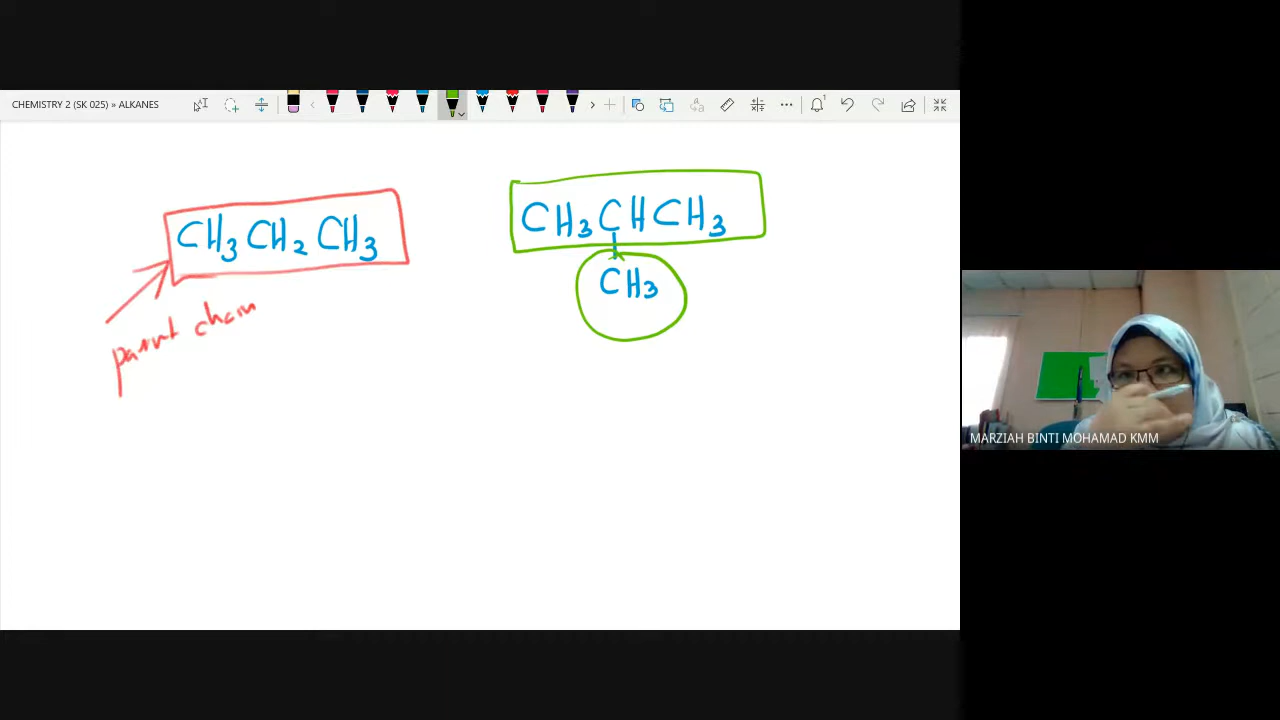 CHEMISTRY 2 (SK 025) » ALKANES
CH₃CH₂CH₃
CH₃CHCH₃
CH₃
parent chain
MARZIAH BINTI MOHAMAD KMM